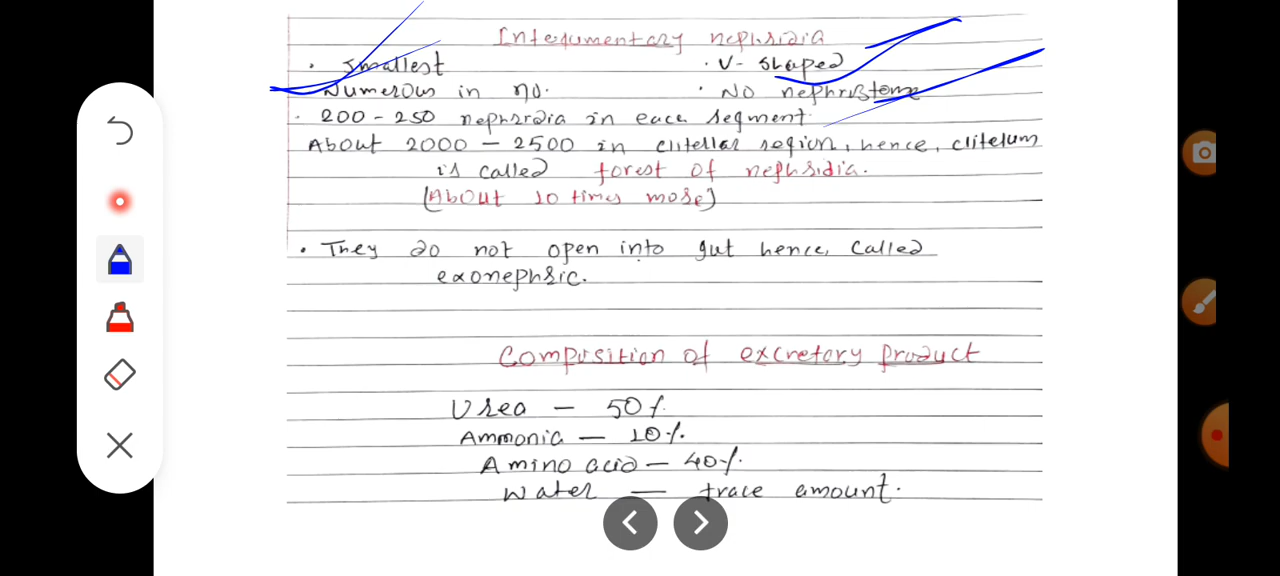 Integumentary nephridia
· Smallest · V- shaped
Numerous in no. · No nephrostome
· 200 - 250 nephridia in each segment.
About 2000 - 2500 in clitellar region, hence, clitelum
is called forest of nephridia.
(About 10 times more)
· They do not open into gut hence, called
exonephric.
Composition of excretory product
Urea - 50%
Ammonia - 10%.
Amino acid - 40%.
Water - trace amount.